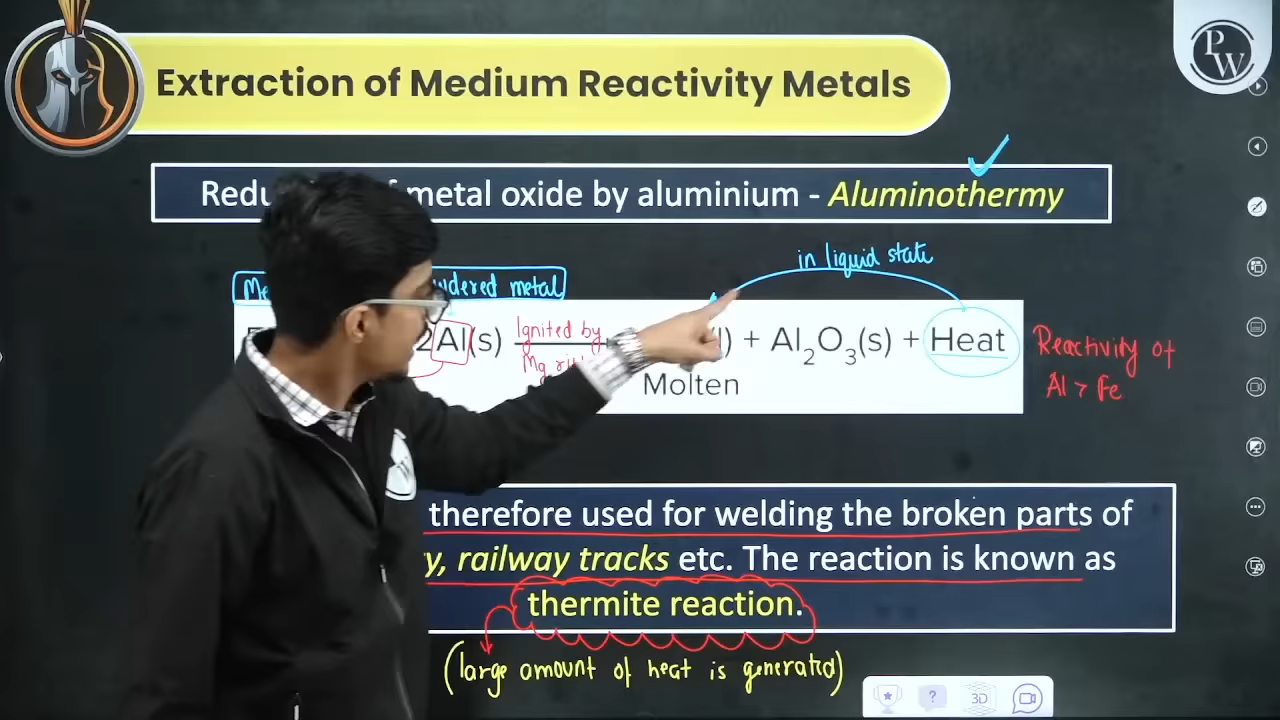 Extraction of Medium Reactivity Metals
PW
metal oxide by aluminium - Aluminothermy ✓
in liquid state
metal
2Al(s) Ignited by + Al₂O₃(s) + Heat
Mg
Molten
Reactivity of
Al > Fe
therefore used for welding the broken parts of
railway tracks etc. The reaction is known as
thermite reaction.
(large amount of heat is generated)
3D